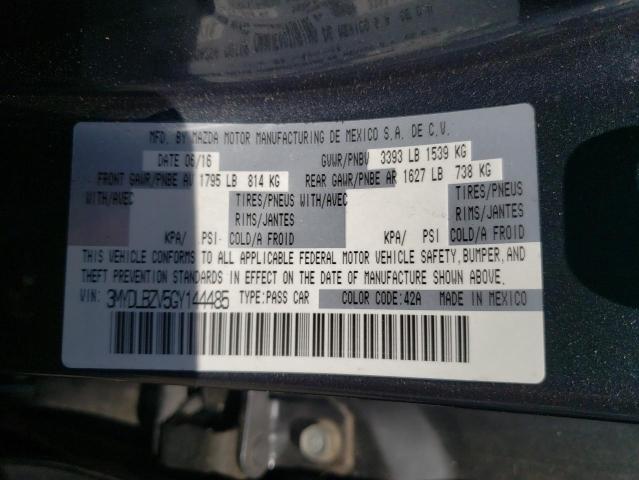 MFD. BY MAZDA MOTOR MANUFACTURING DE MEXICO S.A. DE C.V.
DATE 06/16 GVWR/PNBV 3393 LB 1539 KG
FRONT GAWR/PNBE AV 1795 LB 814 KG REAR GAWR/PNBE AR 1627 LB 738 KG
WITH/AVEC TIRES/PNEUS WITH/AVEC TIRES/PNEUS
RIMS/JANTES RIMS/JANTES
KPA/ PSI- COLD/A FROID KPA/ PSI COLD/A FROID
THIS VEHICLE CONFORMS TO ALL APPLICABLE FEDERAL MOTOR VEHICLE SAFETY, BUMPER, AND
THEFT PREVENTION STANDARDS IN EFFECT ON THE DATE OF MANUFACTURE SHOWN ABOVE.
VIN: 3MYDLBZV5GY144485 TYPE:PASS CAR COLOR CODE:42A MADE IN MEXICO